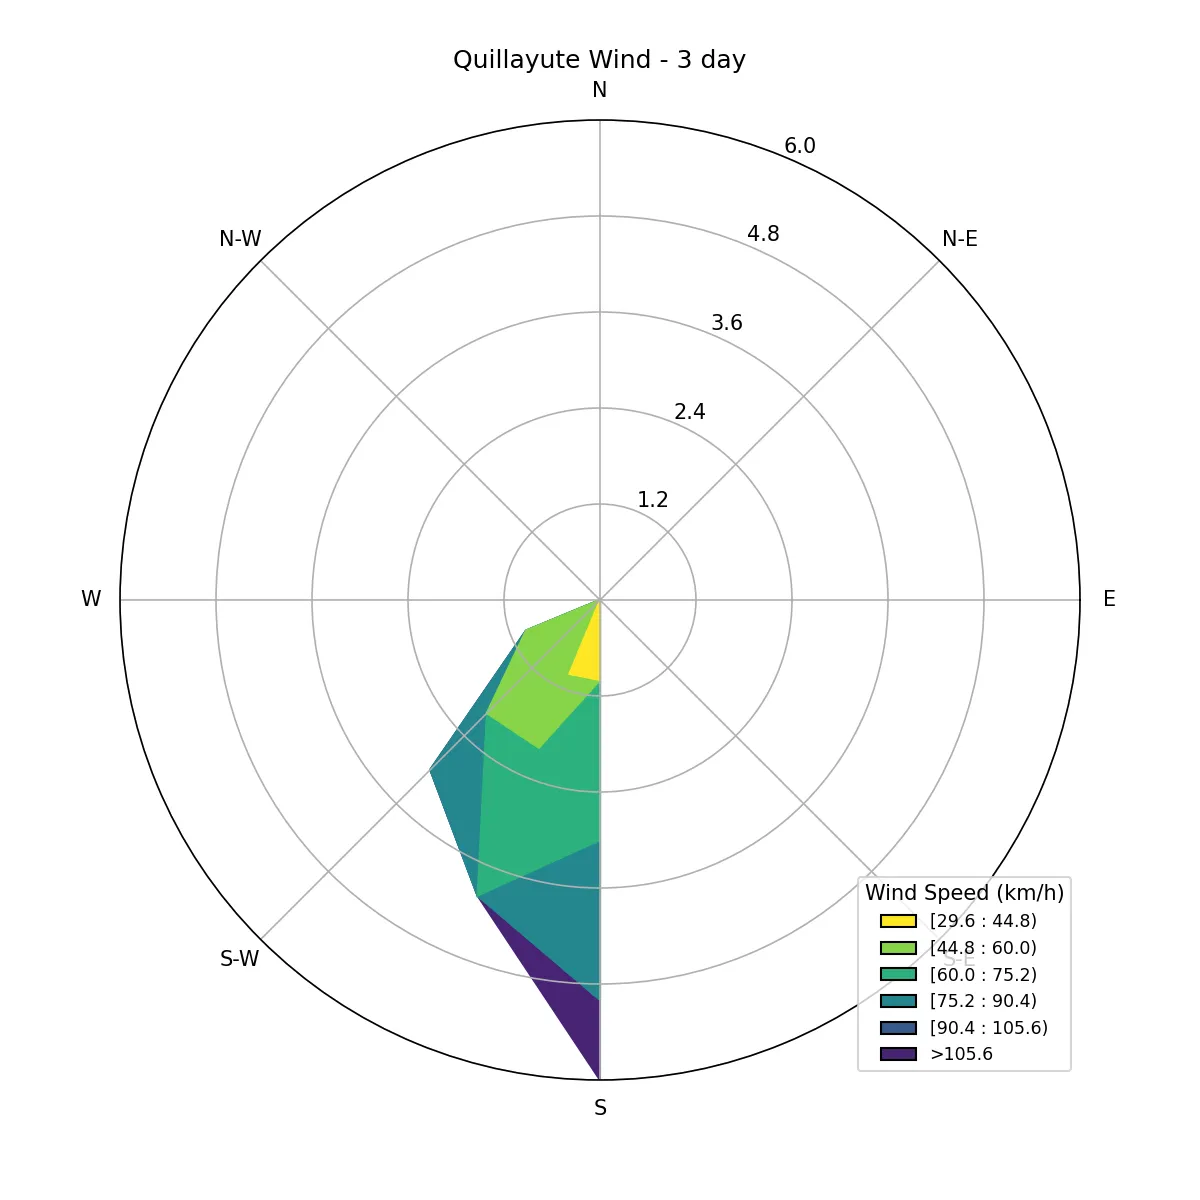 Quillayute Wind - 3 day
N
6.0
N-W
N-E
4.8
3.6
2.4
1.2
W
E
S-W
S-E
S
Wind Speed (km/h)
[29.6 : 44.8)
[44.8 : 60.0)
[60.0 : 75.2)
[75.2 : 90.4)
[90.4 : 105.6)
>105.6